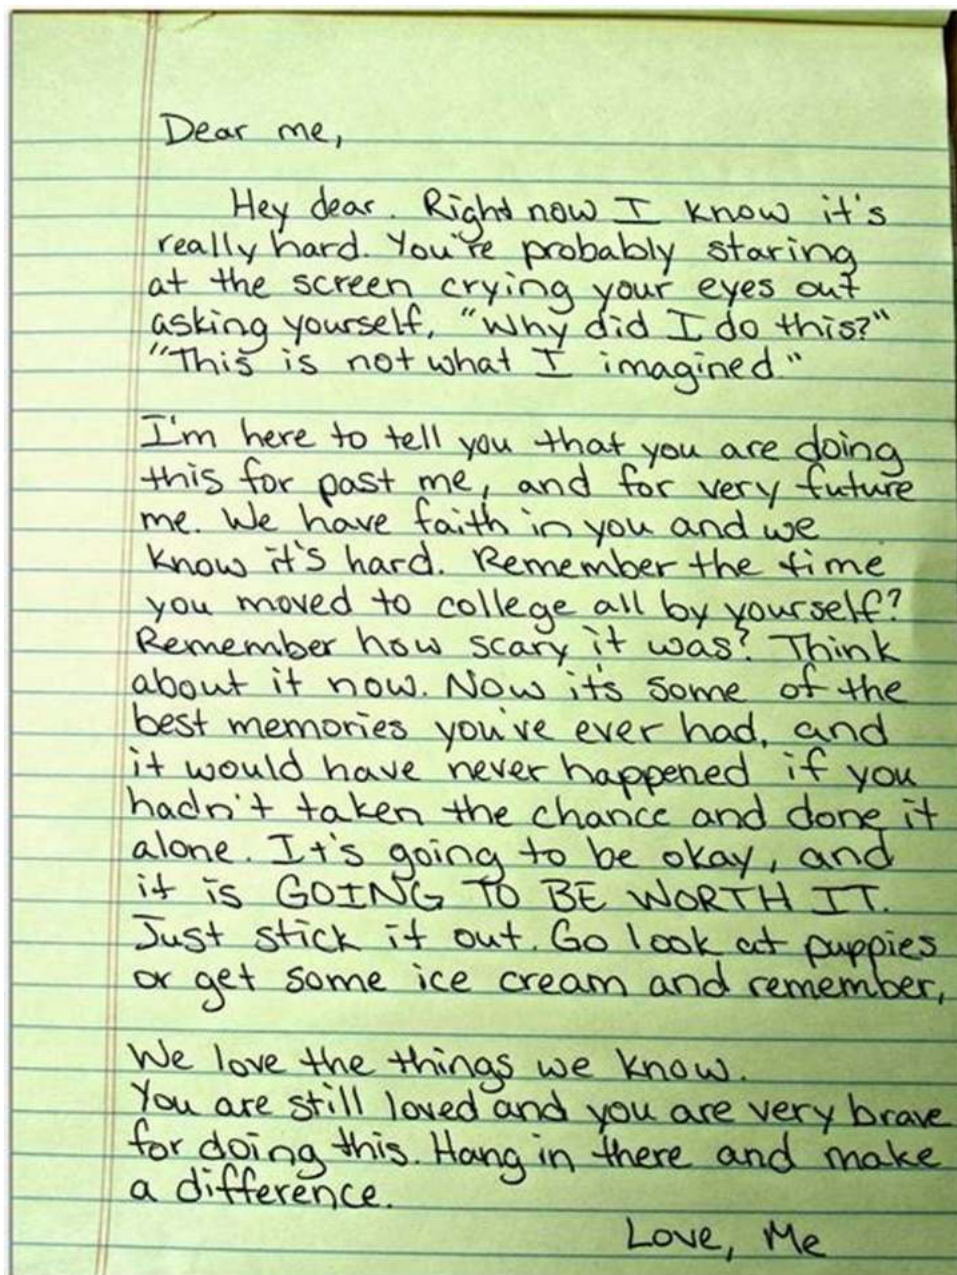 Dear me,
Hey dear. Right now I know it's
really hard. You're probably staring
at the screen crying your eyes out
asking yourself, "Why did I do this?"
"This is not what I imagined"
I'm here to tell you that you are doing
this for past me, and for very future
me. We have faith in you and we
know it's hard. Remember the time
you moved to college all by yourself?
Remember how scary it was? Think
about it now. Now its some of the
best memories you've ever had, and
it would have never happened if you
hadn't taken the chance and done it
alone. It's going to be okay, and
it is GOING TO BE WORTH IT.
Just stick it out. Go look at puppies
or get some ice cream and remember,
We love the things we know.
You are still loved and you are very brave
for doing this. Hang in there and make
a difference.
Love, Me